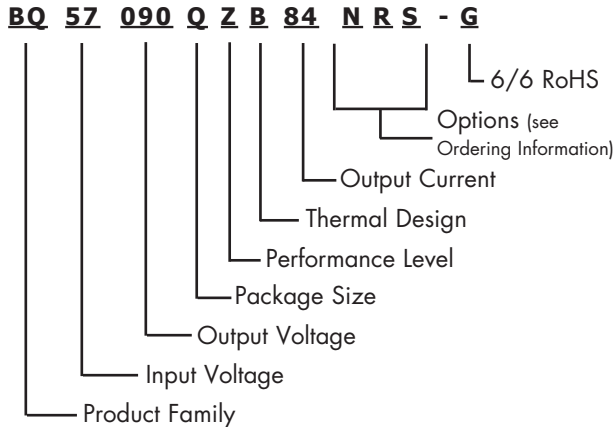 BQ 57 090 Q Z B 84 N R S - G
6/6 RoHS
Options (see
Ordering Information)
Output Current
Thermal Design
Performance Level
Package Size
Output Voltage
Input Voltage
Product Family